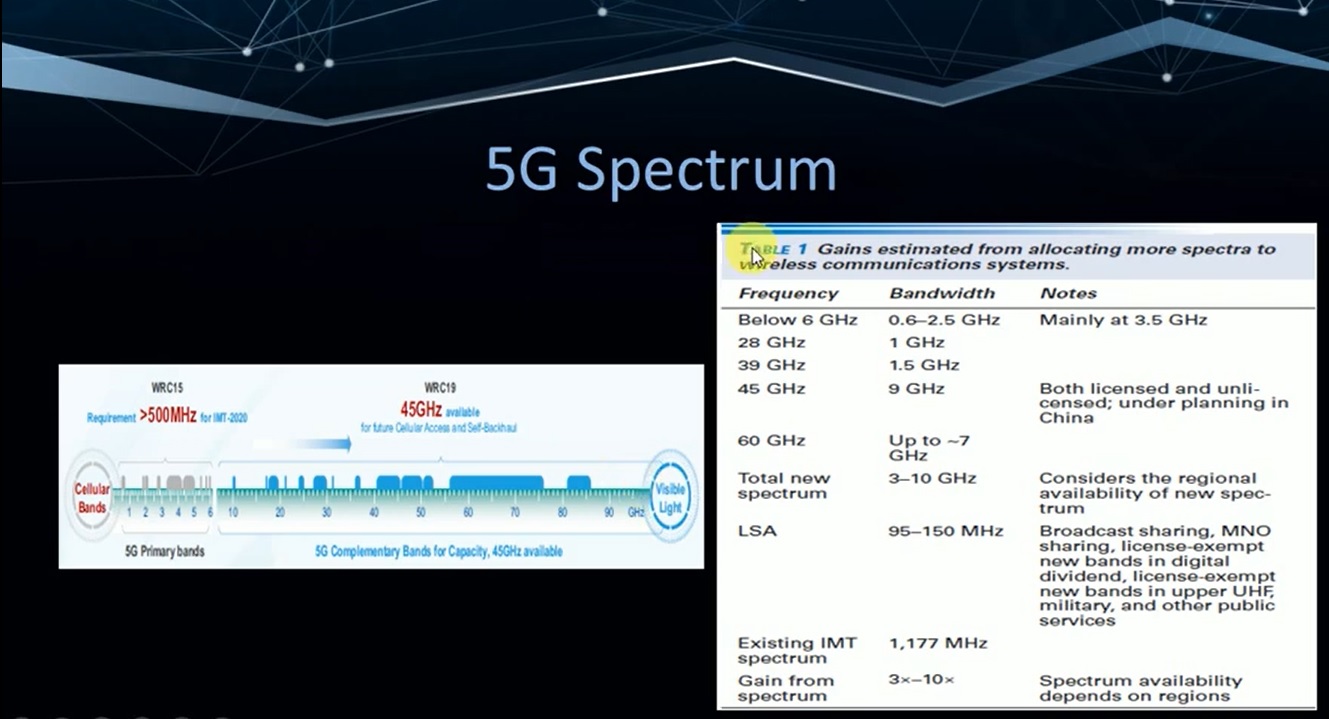 5G Spectrum
WRC15
Requirement >500MHz for IMT-2020
WRC19
45GHz available
for future Cellular Access and Self-Backhaul
Cellular
Bands
1 2 3 4 5 6 10 20 30 40 50 60 70 80 90 GHz
Visible
Light
5G Primary bands
5G Complementary Bands for Capacity, 45GHz available
TABLE 1 Gains estimated from allocating more spectra to
wireless communications systems.
Frequency Bandwidth Notes
Below 6 GHz 0.6–2.5 GHz Mainly at 3.5 GHz
28 GHz 1 GHz
39 GHz 1.5 GHz
45 GHz 9 GHz Both licensed and unli-
censed; under planning in
China
60 GHz Up to ~7
GHz
Total new 3–10 GHz Considers the regional
spectrum availability of new spec-
trum
LSA 95–150 MHz Broadcast sharing, MNO
sharing, license-exempt
new bands in digital
dividend, license-exempt
new bands in upper UHF,
military, and other public
services
Existing IMT 1,177 MHz
spectrum
Gain from 3×–10× Spectrum availability
spectrum depends on regions